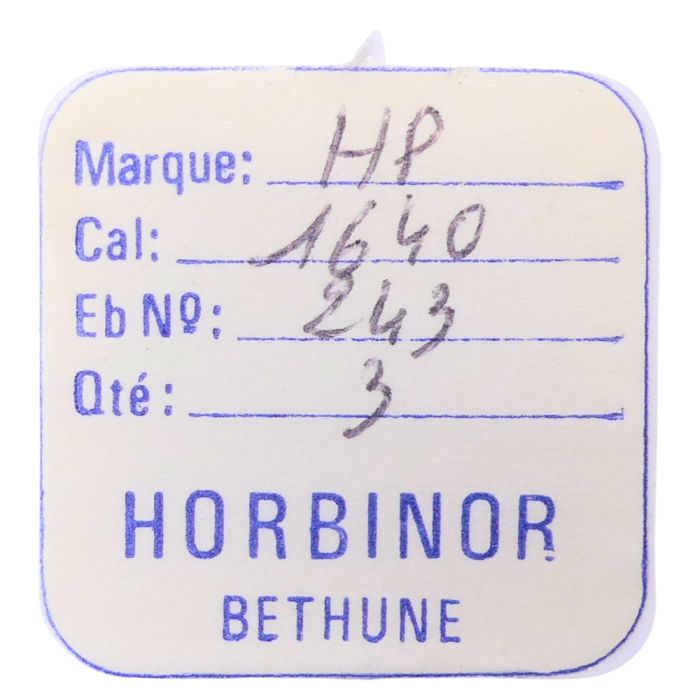 Marque: HP
Cal: 1640
Eb Nº: 243
Qté: 3
HORBINOR
BETHUNE